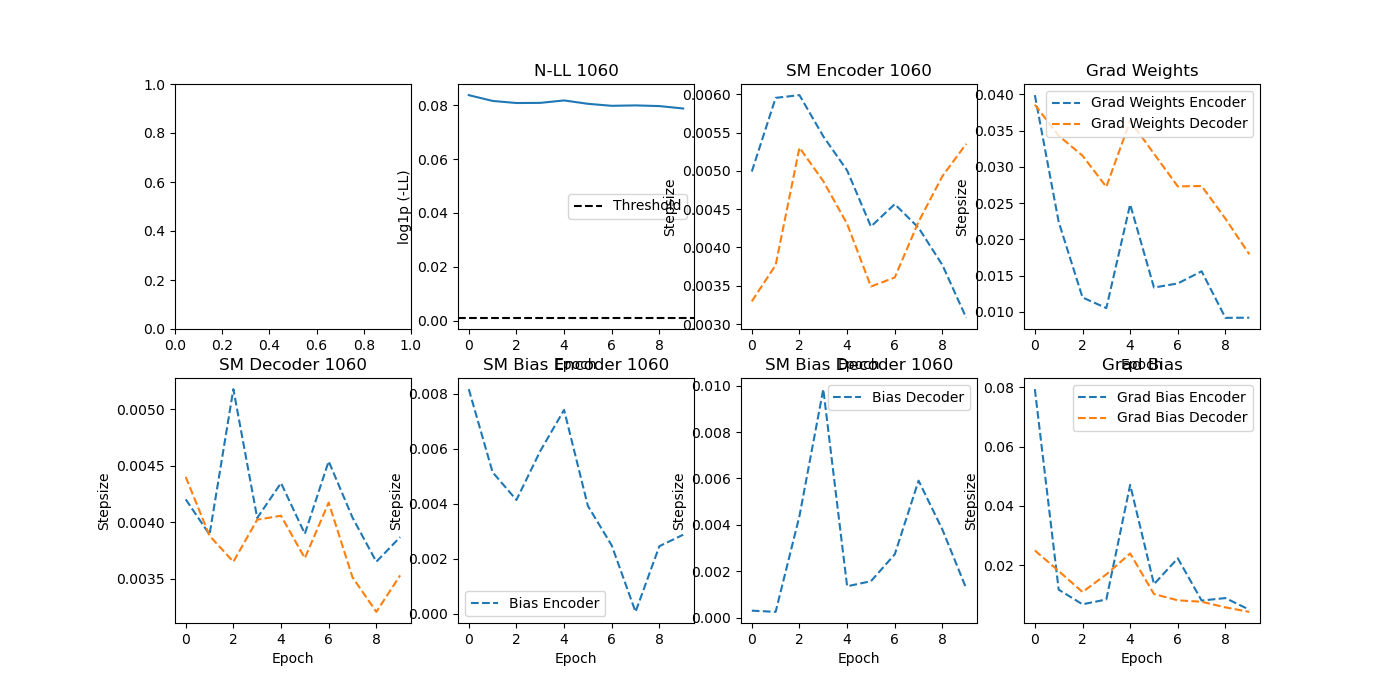 N-LL 1060
SM Encoder 1060
Grad Weights
1.0
0.8
0.6
0.4
0.2
0.0
0.0 0.2 0.4 0.6 0.8 1.0
log1p (-LL)
0.08
0.06
0.04
0.02
0.00
Threshold
0 2 4 6 8
Epoch
Stepsize
0.0060
0.0055
0.0050
0.0045
0.0040
0.0035
0.0030
0 2 4 6 8
Epoch
Stepsize
0.040
0.035
0.030
0.025
0.020
0.015
0.010
Grad Weights Encoder
Grad Weights Decoder
0 2 4 6 8
Epoch
SM Decoder 1060
SM Bias Encoder 1060
SM Bias Decoder 1060
Grad Bias
Stepsize
0.0050
0.0045
0.0040
0.0035
0 2 4 6 8
Epoch
Stepsize
0.008
0.006
0.004
0.002
0.000
Bias Encoder
0 2 4 6 8
Epoch
Stepsize
0.010
0.008
0.006
0.004
0.002
0.000
Bias Decoder
0 2 4 6 8
Epoch
Stepsize
0.08
0.06
0.04
0.02
Grad Bias Encoder
Grad Bias Decoder
0 2 4 6 8
Epoch